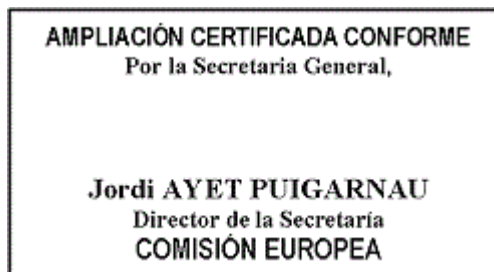 AMPLIACIÓN CERTIFICADA CONFORME
Por la Secretaria General,
Jordi AYET PUIGARNAU
Director de la Secretaría
COMISIÓN EUROPEA